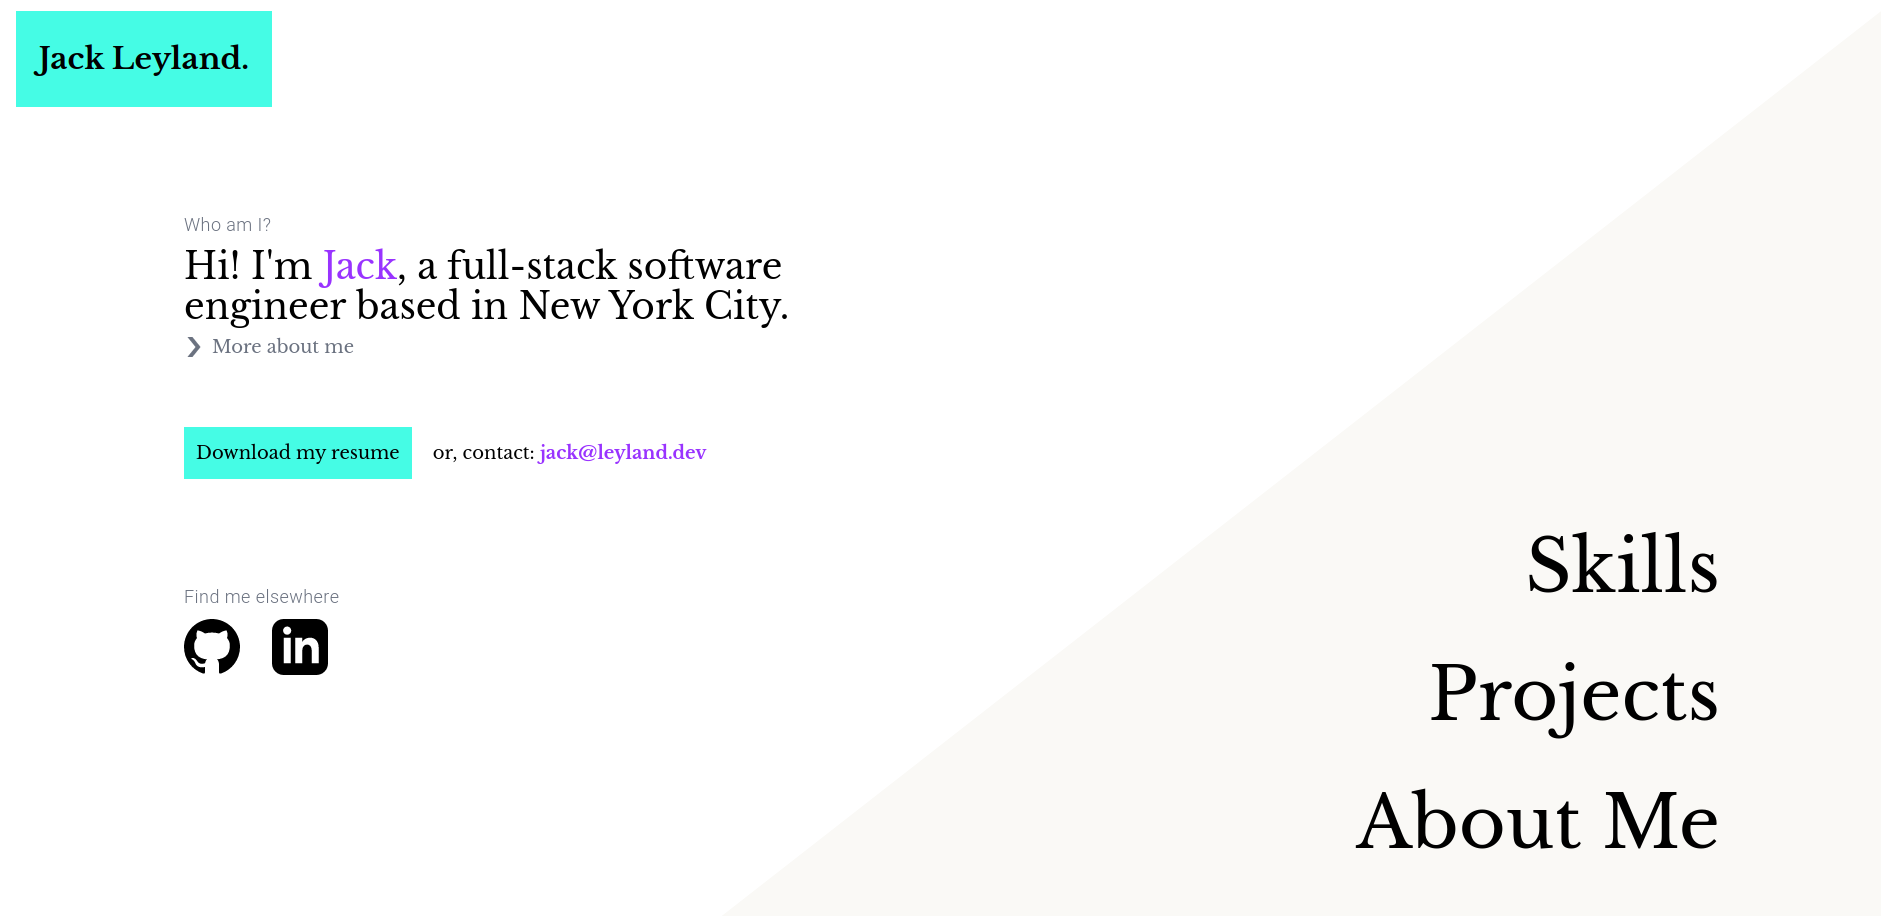 Jack Leyland.
Who am I?
Hi! I'm Jack, a full-stack software
engineer based in New York City.
❯ More about me
Download my resume
or, contact: jack@leyland.dev
Find me elsewhere
in
Skills
Projects
About Me